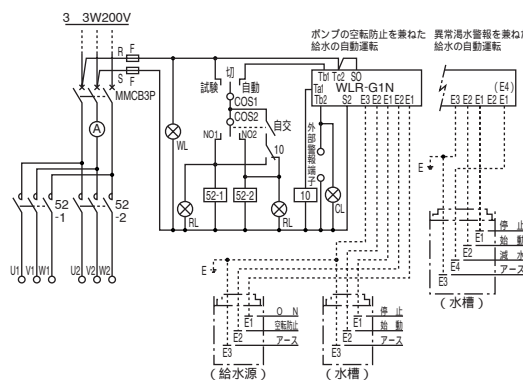 3 3W200V
R F
S F
MMCB3P
A
52
-1
52
-2
U1 V1 W1 U2 V2 W2
WL
試験 切 自動
COS1
COS2
自交
NO1 NO2
10
52-1 52-2 10
RL RL
外部警報端子
CL
ポンプの空転防止を兼ねた
給水の自動運転
Tb1 Tc2 SO
Ta1 WLR-G1N
Tb2 S2 E3 E2 E1 E2 E1
異常渇水警報を兼ねた
給水の自動運転
(E4)
E3 E2 E1 E2 E1
E
E1 停止
E2 始動
E4 減水
E3 アース
(水槽)
E
E1 ON
E2 空転防止
E3 アース
(給水源)
E1 停止
E2 始動
E3 アース
(水槽)